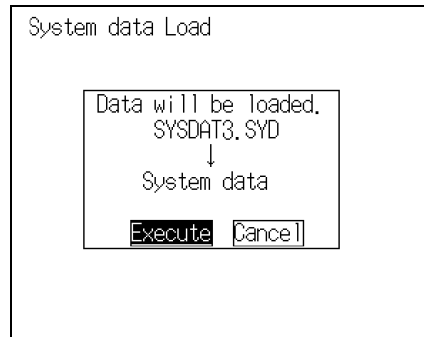 System data Load
Data will be loaded.
SYSDAT3.SYD
↓
System data
Execute Cancel